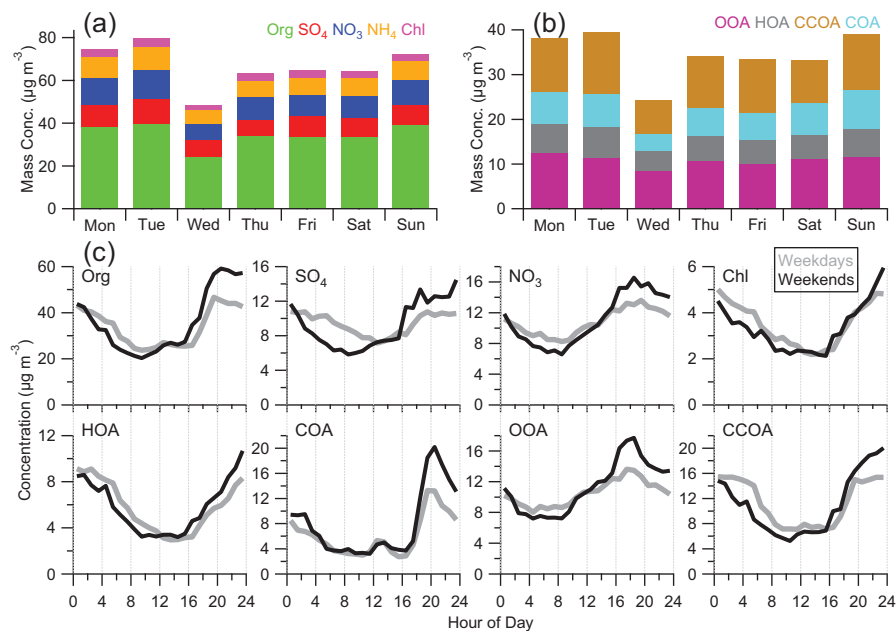 (a)
Org SO4 NO3 NH4 Chl
Mass Conc. (µg m-3)
80
60
40
20
0
Mon Tue Wed Thu Fri Sat Sun
(b)
OOA HOA CCOA COA
Mass Conc. (µg m-3)
40
30
20
10
0
Mon Tue Wed Thu Fri Sat Sun
(c)
Concentration (µg m-3)
Org
60
40
20
0
SO4
16
12
8
4
0
NO3
16
12
8
4
0
Chl
Weekdays
Weekends
6
4
2
0
HOA
12
8
4
0
COA
20
16
12
8
4
0
OOA
16
12
8
4
0
CCOA
20
16
12
8
4
0
0 4 8 12 16 20 24
0 4 8 12 16 20 24
0 4 8 12 16 20 24
0 4 8 12 16 20 24
Hour of Day